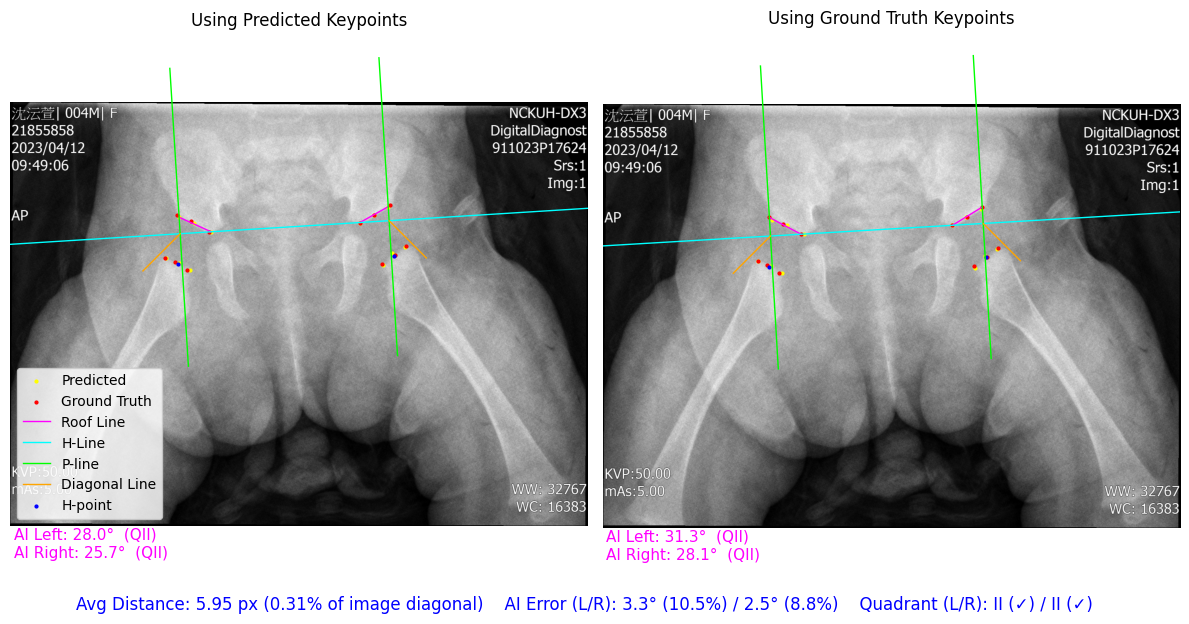 Using Predicted Keypoints
沈沄萱| 004M| F
21855858
2023/04/12
09:49:06
AP
NCKUH-DX3
DigitalDiagnost
911023P17624
Srs:1
Img:1
Predicted
Ground Truth
Roof Line
H-Line
P-line
Diagonal Line
H-point
KVP:50.00
mAs:5.00
WW: 32767
WC: 16383
AI Left: 28.0° (QII)
AI Right: 25.7° (QII)
Using Ground Truth Keypoints
沈沄萱| 004M| F
21855858
2023/04/12
09:49:06
AP
NCKUH-DX3
DigitalDiagnost
911023P17624
Srs:1
Img:1
KVP:50.00
mAs:5.00
WW: 32767
WC: 16383
AI Left: 31.3° (QII)
AI Right: 28.1° (QII)
Avg Distance: 5.95 px (0.31% of image diagonal) AI Error (L/R): 3.3° (10.5%) / 2.5° (8.8%) Quadrant (L/R): II (✓) / II (✓)